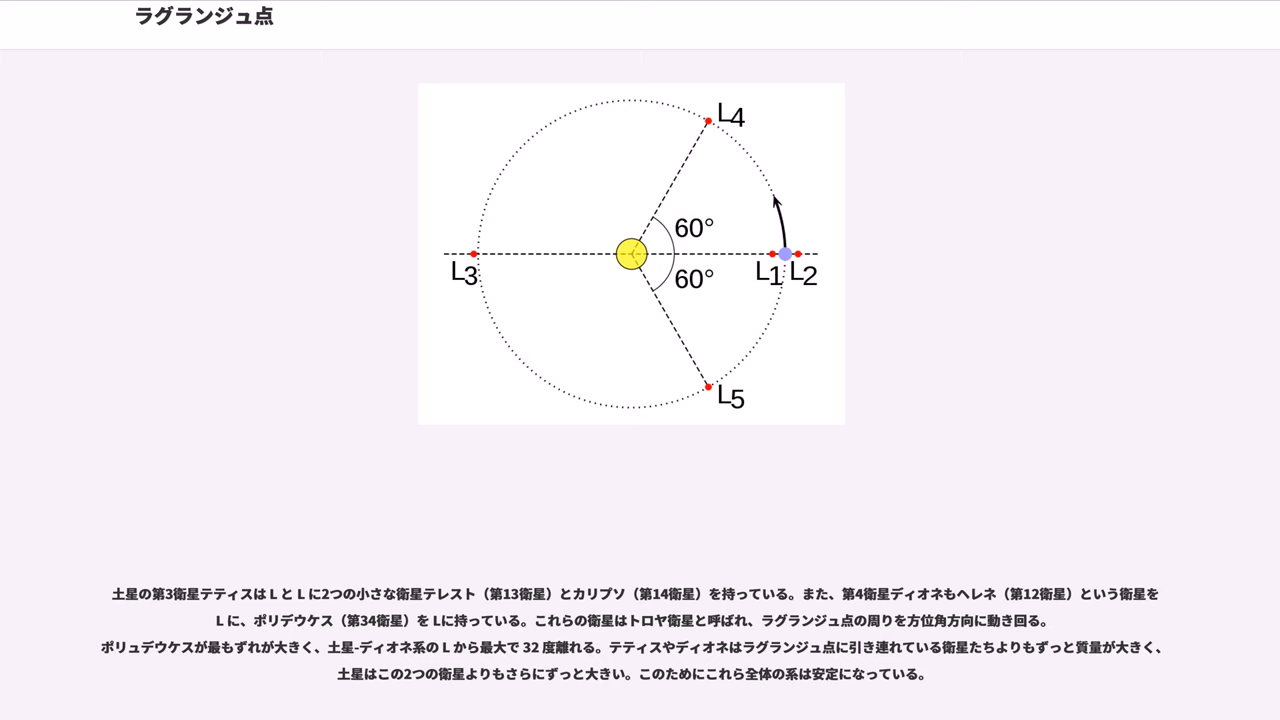 ラグランジュ点
L4
60°
60°
L3
L1
L2
L5
土星の第3衛星テティスは L と L に2つの小さな衛星テレスト（第13衛星）とカリプソ（第14衛星）を持っている。また、第4衛星ディオネもヘレネ（第12衛星）という衛星を
L に、ポリデウケス（第34衛星）を Lに持っている。これらの衛星はトロヤ衛星と呼ばれ、ラグランジュ点の周りを方位角方向に動き回る。
ポリュデウケスが最もずれが大きく、土星-ディオネ系の L から最大で 32 度離れる。テティスやディオネはラグランジュ点に引き連れている衛星たちよりもずっと質量が大きく、
土星はこの2つの衛星よりもさらにずっと大きい。このためにこれら全体の系は安定になっている。